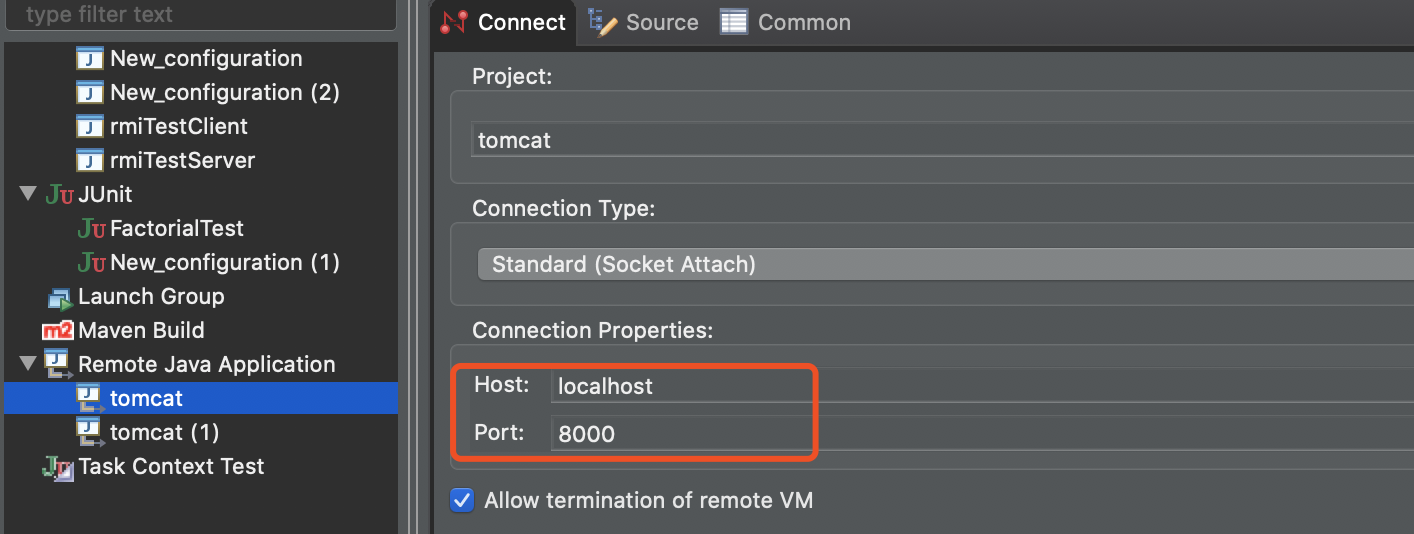 type filter text
New_configuration
New_configuration (2)
rmiTestClient
rmiTestServer
JUnit
FactorialTest
New_configuration (1)
Launch Group
Maven Build
Remote Java Application
tomcat
tomcat (1)
Task Context Test
Connect Source Common
Project:
tomcat
Connection Type:
Standard (Socket Attach)
Connection Properties:
Host: localhost
Port: 8000
Allow termination of remote VM